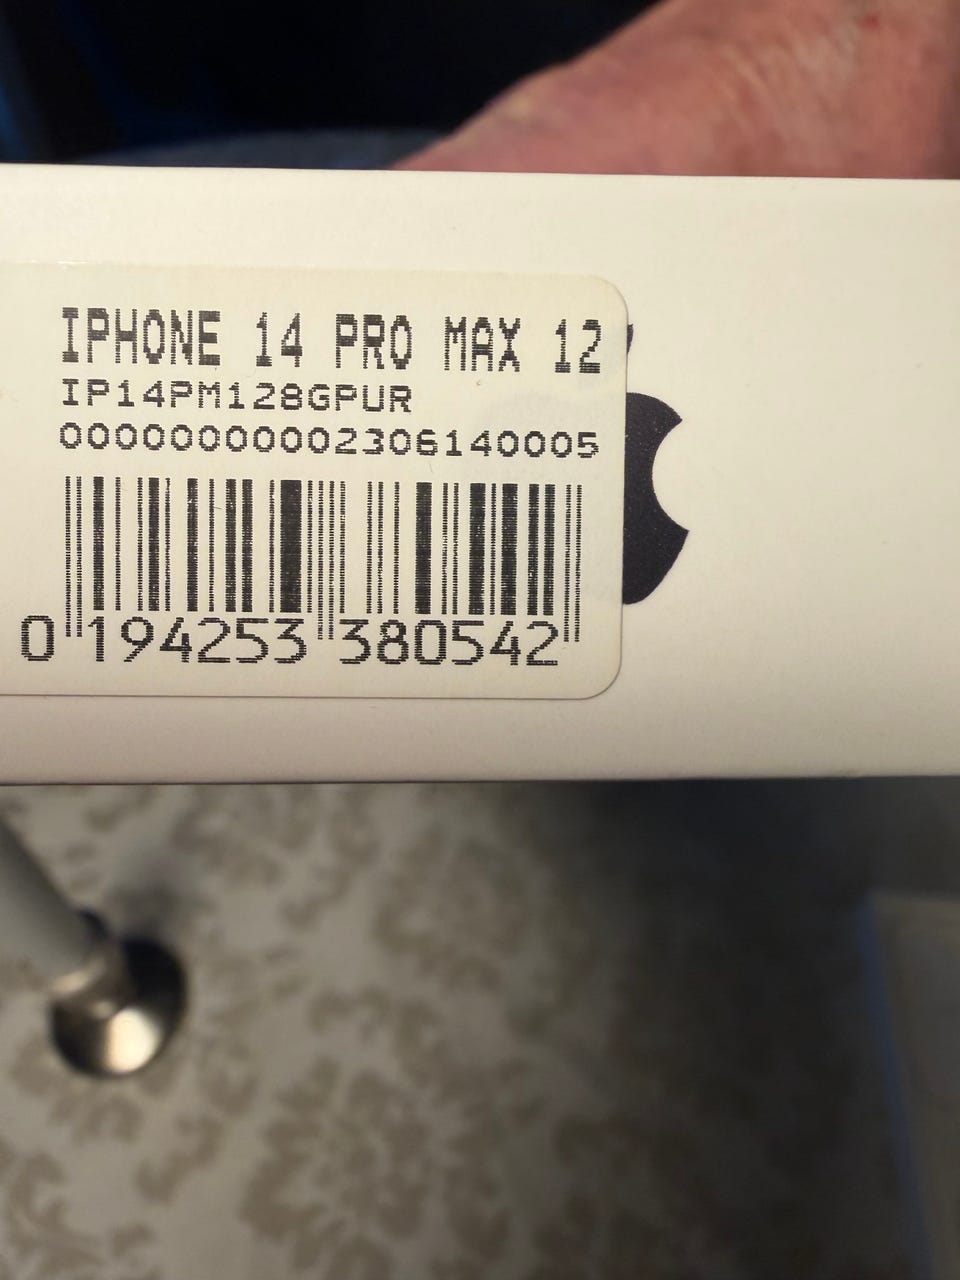 IPHONE 14 PRO MAX 12
IP14PM128GPUR
00000000002306140005
0 194253 380542